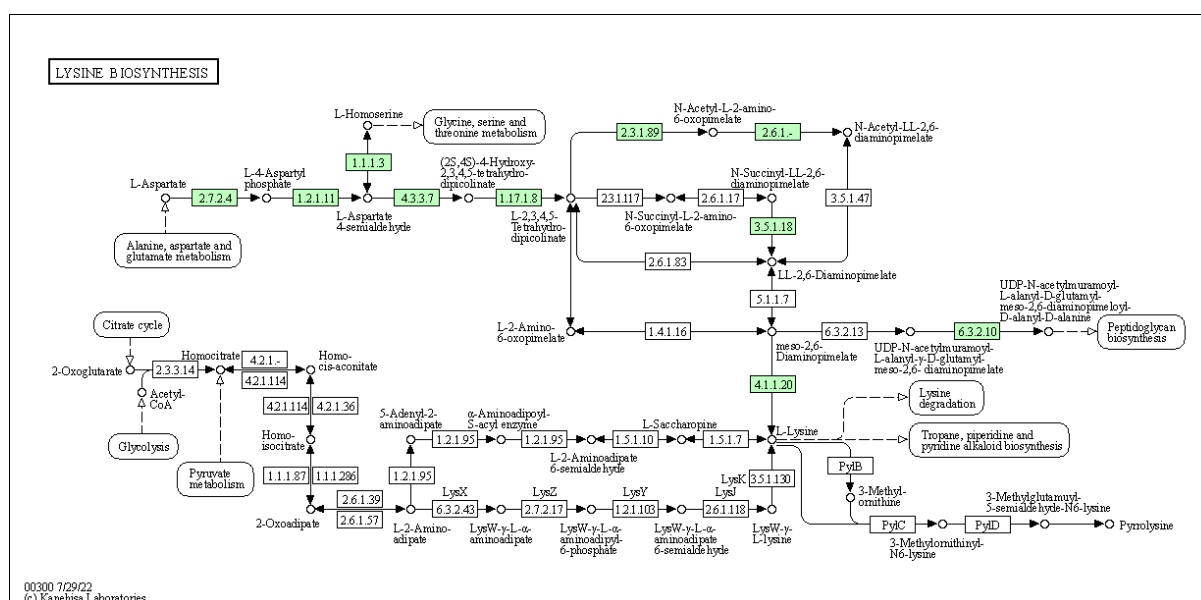 LYSINE BIOSYNTHESIS
L-Homoserine
Glycine, serine and
threonine metabolism
N-Acetyl-L-2-amino-
6-oxopimelate
2.3.1.89
2.6.1.-
N-Acetyl-LL-2,6-
diaminopimelate
1.1.1.3
L-Aspartate
2.7.2.4
L-4-Aspartyl
phosphate
1.2.1.11
L-Aspartate
4-semialdehyde
4.3.3.7
(2S,4S)-4-Hydroxy-
2,3,4,5-tetrahydro-
dipicolinate
1.17.1.8
L-2,3,4,5-
Tetrahydro-
dipicolinate
2.3.1.117
N-Succinyl-L-2-amino-
6-oxopimelate
2.6.1.17
N-Succinyl-LL-2,6-
diaminopimelate
3.5.1.47
3.5.1.18
Alanine, aspartate and
glutamate metabolism
2.6.1.83
LL-2,6-Diaminopimelate
5.1.1.7
L-2-Amino-
6-oxopimelate
1.4.1.16
meso-2,6-
Diaminopimelate
6.3.2.13
UDP-N-acetylmuramoyl-
L-alanyl-γ-D-glutamyl-
meso-2,6- diaminopimelate
6.3.2.10
UDP-N-acetylmuramoyl-
L-alanyl-D-glutamyl-
meso-2,6-diaminopimeloyl-
D-alanyl-D-alanine
Peptidoglycan
biosynthesis
4.1.1.20
Citrate cycle
2-Oxoglutarate
2.3.3.14
Acetyl-
CoA
Glycolysis
Homocitrate
4.2.1.-
4.2.1.114
Homo-
cis-aconitate
4.2.1.114
4.2.1.36
Homo-
isocitrate
Pyruvate
metabolism
1.1.1.87
1.1.1.286
2-Oxoadipate
2.6.1.39
2.6.1.57
5-Adenyl-2-
aminoadipate
1.2.1.95
α-Aminoadipoyl-
S-acyl enzyme
1.2.1.95
L-2-Aminoadipate
6-semialdehyde
1.5.1.10
L-Saccharopine
1.5.1.7
L-Lysine
Lysine
degradation
Tropane, piperidine and
pyridine alkaloid biosynthesis
1.2.1.95
L-2-Amino-
adipate
LysX
6.3.2.43
LysW-γ-L-α-
aminoadipate
LysZ
2.7.2.17
LysW-γ-L-α-
aminoadipyl-
6-phosphate
LysY
1.2.1.103
LysW-γ-L-α-
aminoadipate
6-semialdehyde
LysJ
2.6.1.118
LysW-γ-
L-lysine
LysK
3.5.1.130
PylB
3-Methyl-
ornithine
PylC
3-Methylornithinyl-
N6-lysine
PylD
3-Methylglutamyl-
5-semialdehyde-N6-lysine
Pyrrolysine
00300 7/29/22
(c) Kanehisa Laboratories